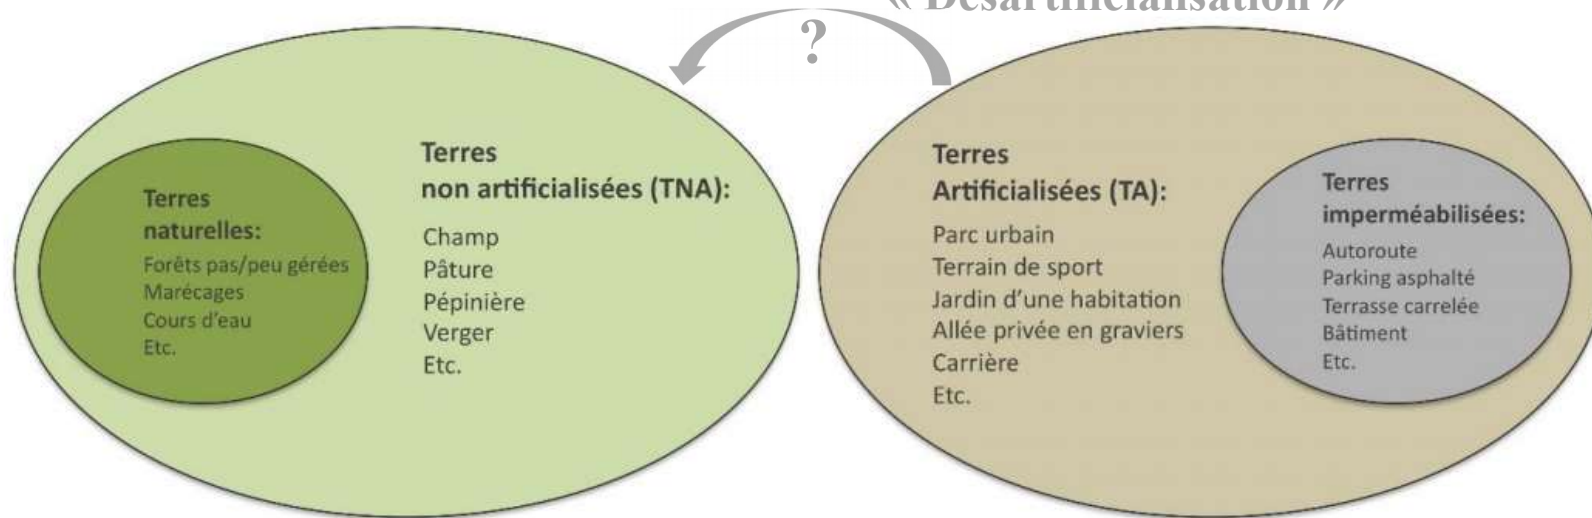 « Désartificialisation »
?
Terres
naturelles:
Forêts pas/peu gérées
Marécages
Cours d'eau
Etc.
Terres
non artificialisées (TNA):
Champ
Pâture
Pépinière
Verger
Etc.
Terres
Artificialisées (TA):
Parc urbain
Terrain de sport
Jardin d'une habitation
Allée privée en graviers
Carrière
Etc.
Terres
imperméabilisées:
Autoroute
Parking asphalté
Terrasse carrelée
Bâtiment
Etc.